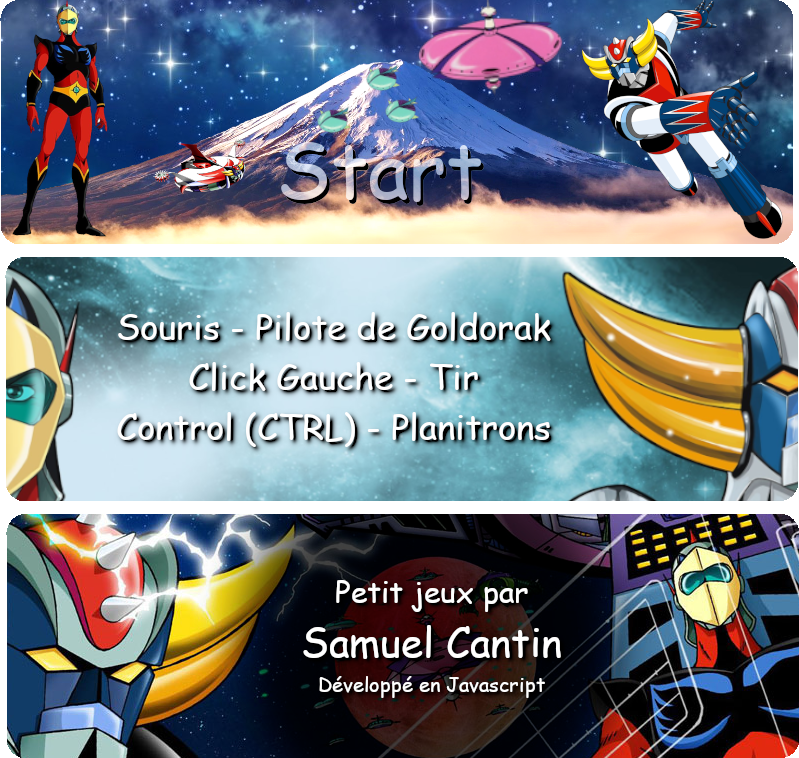 Start
Souris - Pilote de Goldorak
Click Gauche - Tir
Control (CTRL) - Planitrons
Petit jeux par
Samuel Cantin
Développé en Javascript